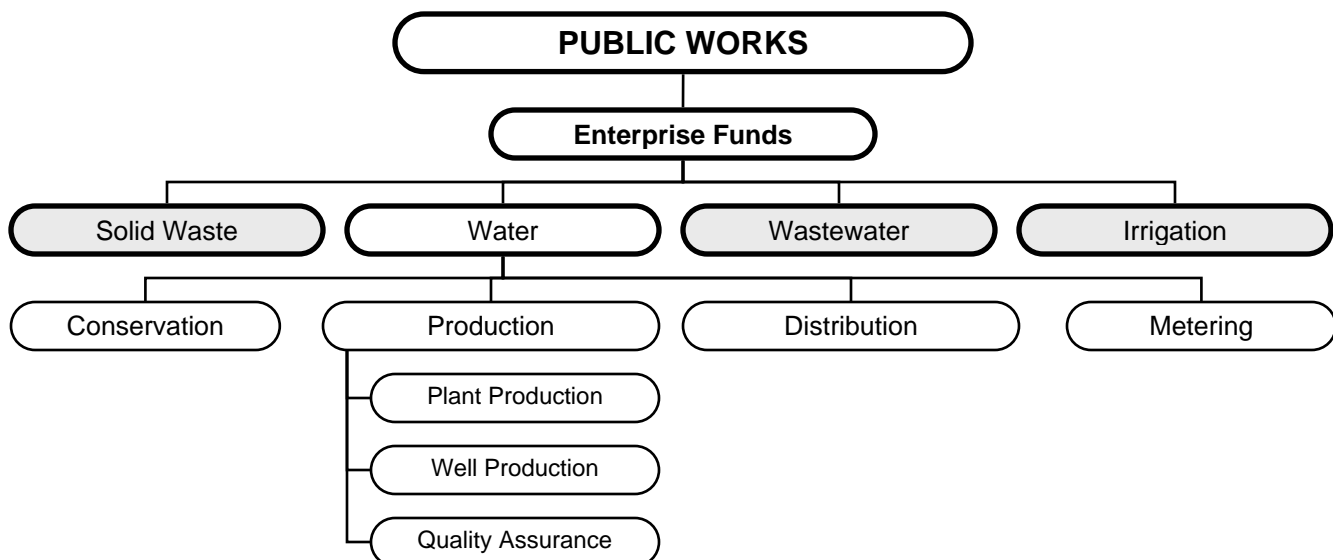 PUBLIC WORKS
Enterprise Funds
Solid Waste
Water
Wastewater
Irrigation
Conservation
Production
Distribution
Metering
Plant Production
Well Production
Quality Assurance